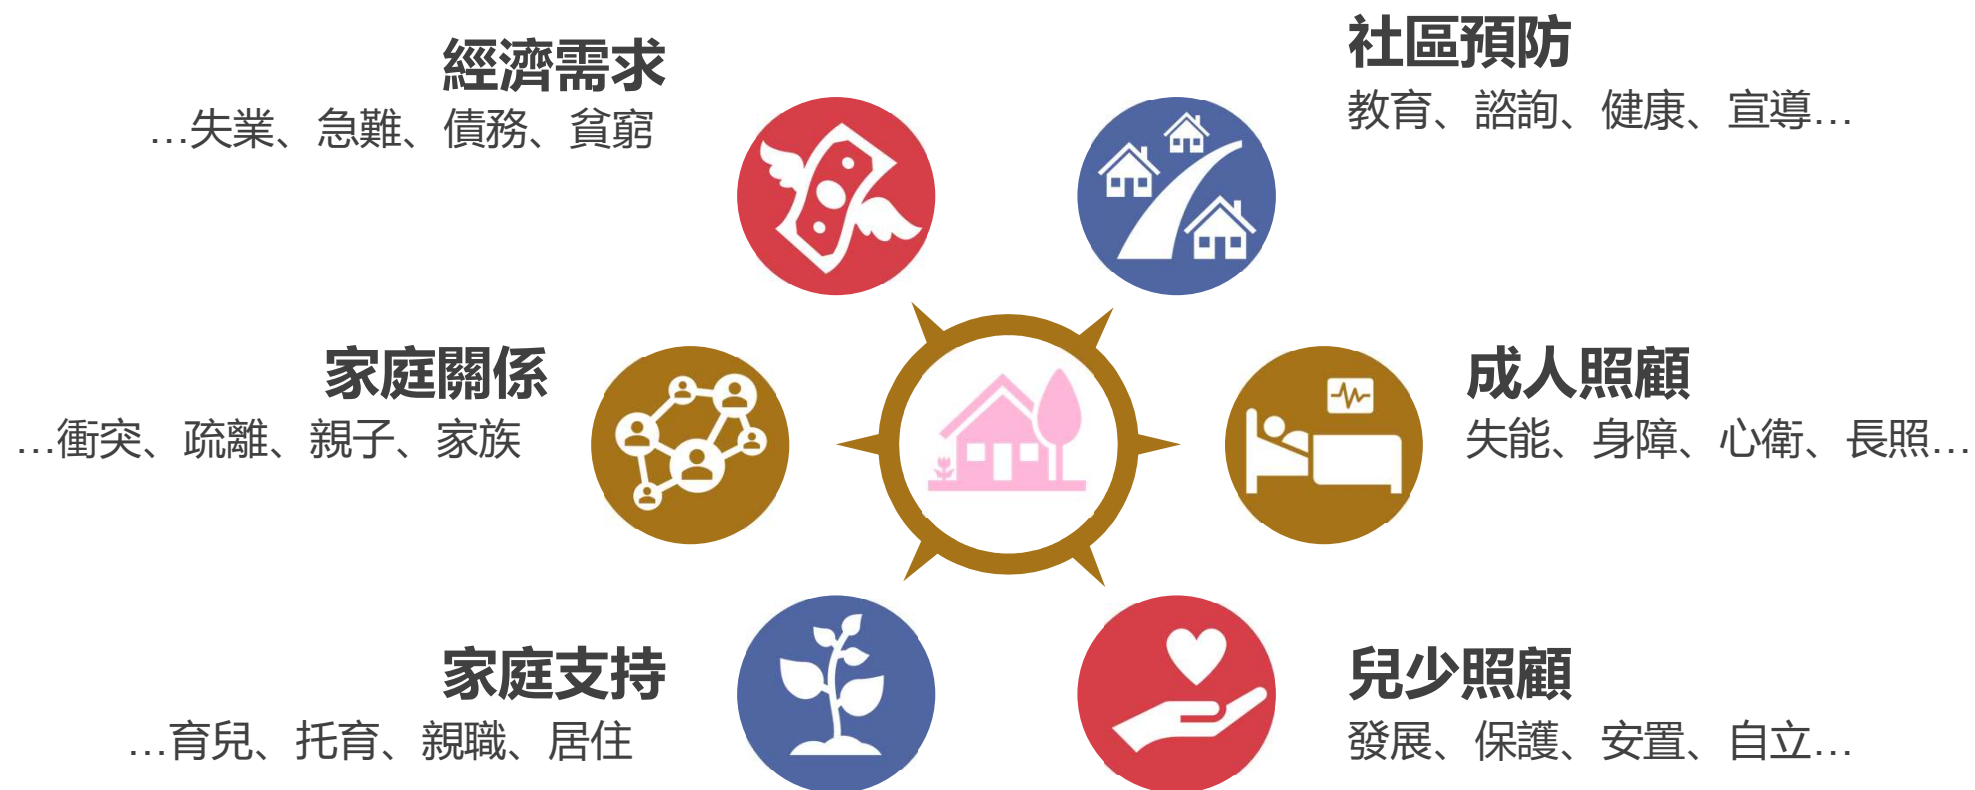 經濟需求
…失業、急難、債務、貧窮
社區預防
教育、諮詢、健康、宣導…
家庭關係
…衝突、疏離、親子、家族
成人照顧
失能、身障、心衛、長照…
家庭支持
…育兒、托育、親職、居住
兒少照顧
發展、保護、安置、自立…